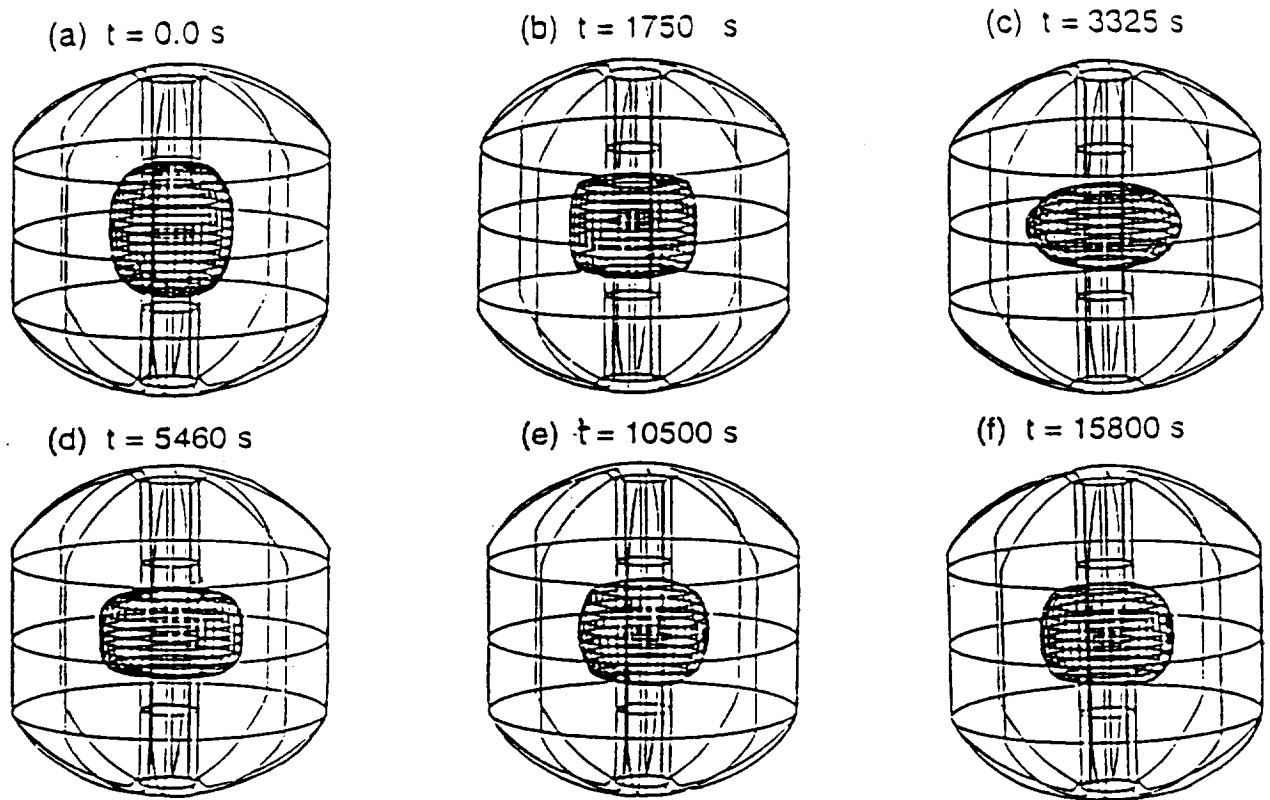 (a) t = 0.0 s
(b) t = 1750 s
(c) t = 3325 s
(d) t = 5460 s
(e) t = 10500 s
(f) t = 15800 s